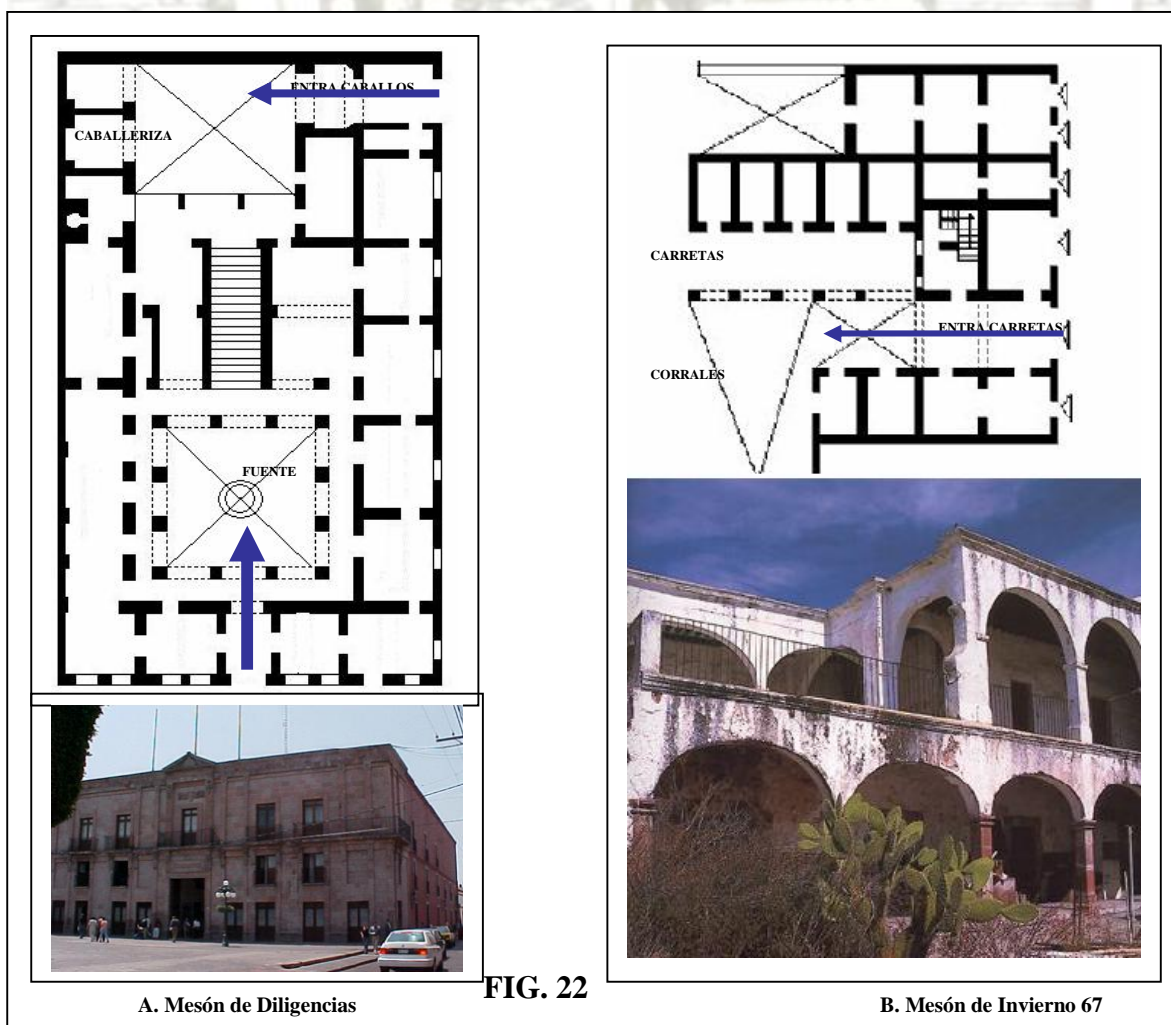 ENTRA CABALLOS
CABALLERIZA
FUENTE
CARRETAS
ENTRA CARRETAS
CORRALES
FIG. 22
A. Mesón de Diligencias
B. Mesón de Invierno 67